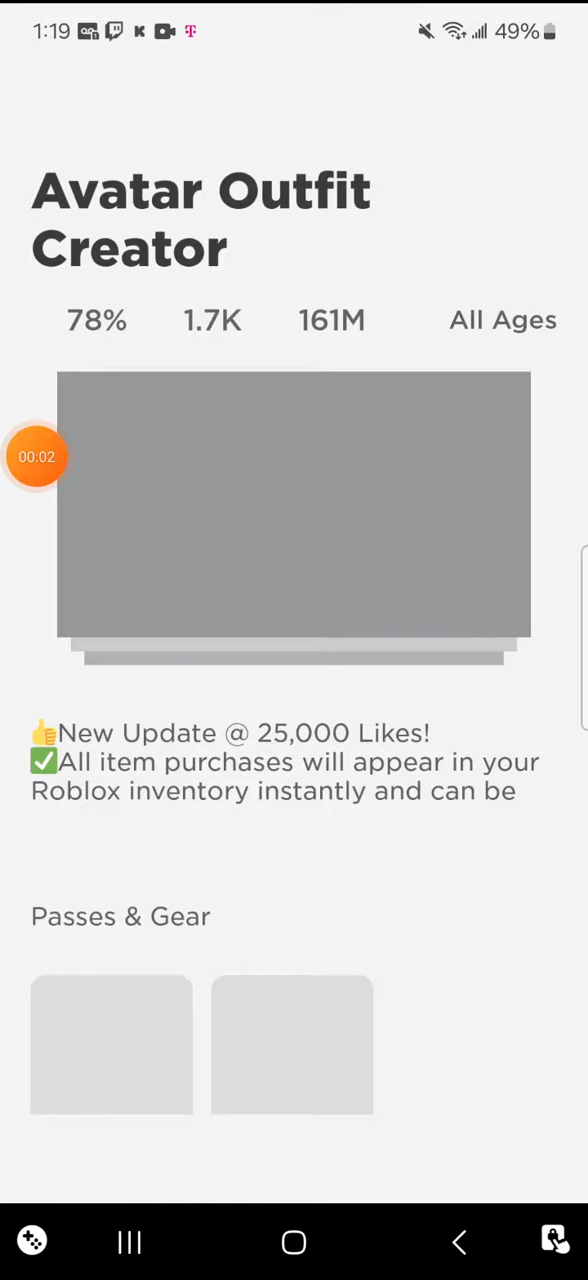 1:19
49%
Avatar Outfit
Creator
78% 1.7K 161M All Ages
00:02
👍New Update @ 25,000 Likes!
✅All item purchases will appear in your
Roblox inventory instantly and can be
Passes & Gear